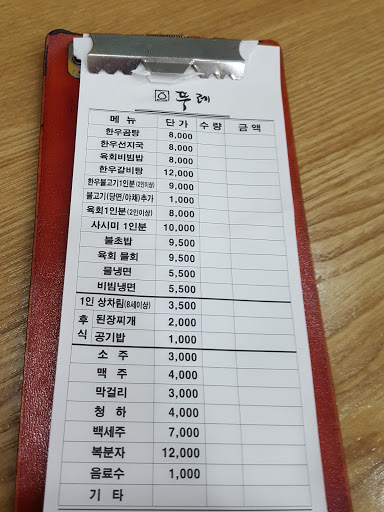 뚜레
메 뉴 단 가 수 량 금 액
한우곰탕 8,000
한우선지국 8,000
육회비빔밥 8,000
한우갈비탕 12,000
한우불고기1인분(2인이상) 9,000
불고기(당면/야채)추가 1,000
육회1인분(2인이상) 8,000
사시미 1인분 10,000
불초밥 9,500
육회 물회 9,500
물냉면 5,500
비빔냉면 5,500
1인 상차림(8세이상) 3,500
후식 된장찌개 2,000
공기밥 1,000
소 주 3,000
맥 주 4,000
막걸리 3,000
청 하 4,000
백세주 7,000
복분자 12,000
음료수 1,000
기 타